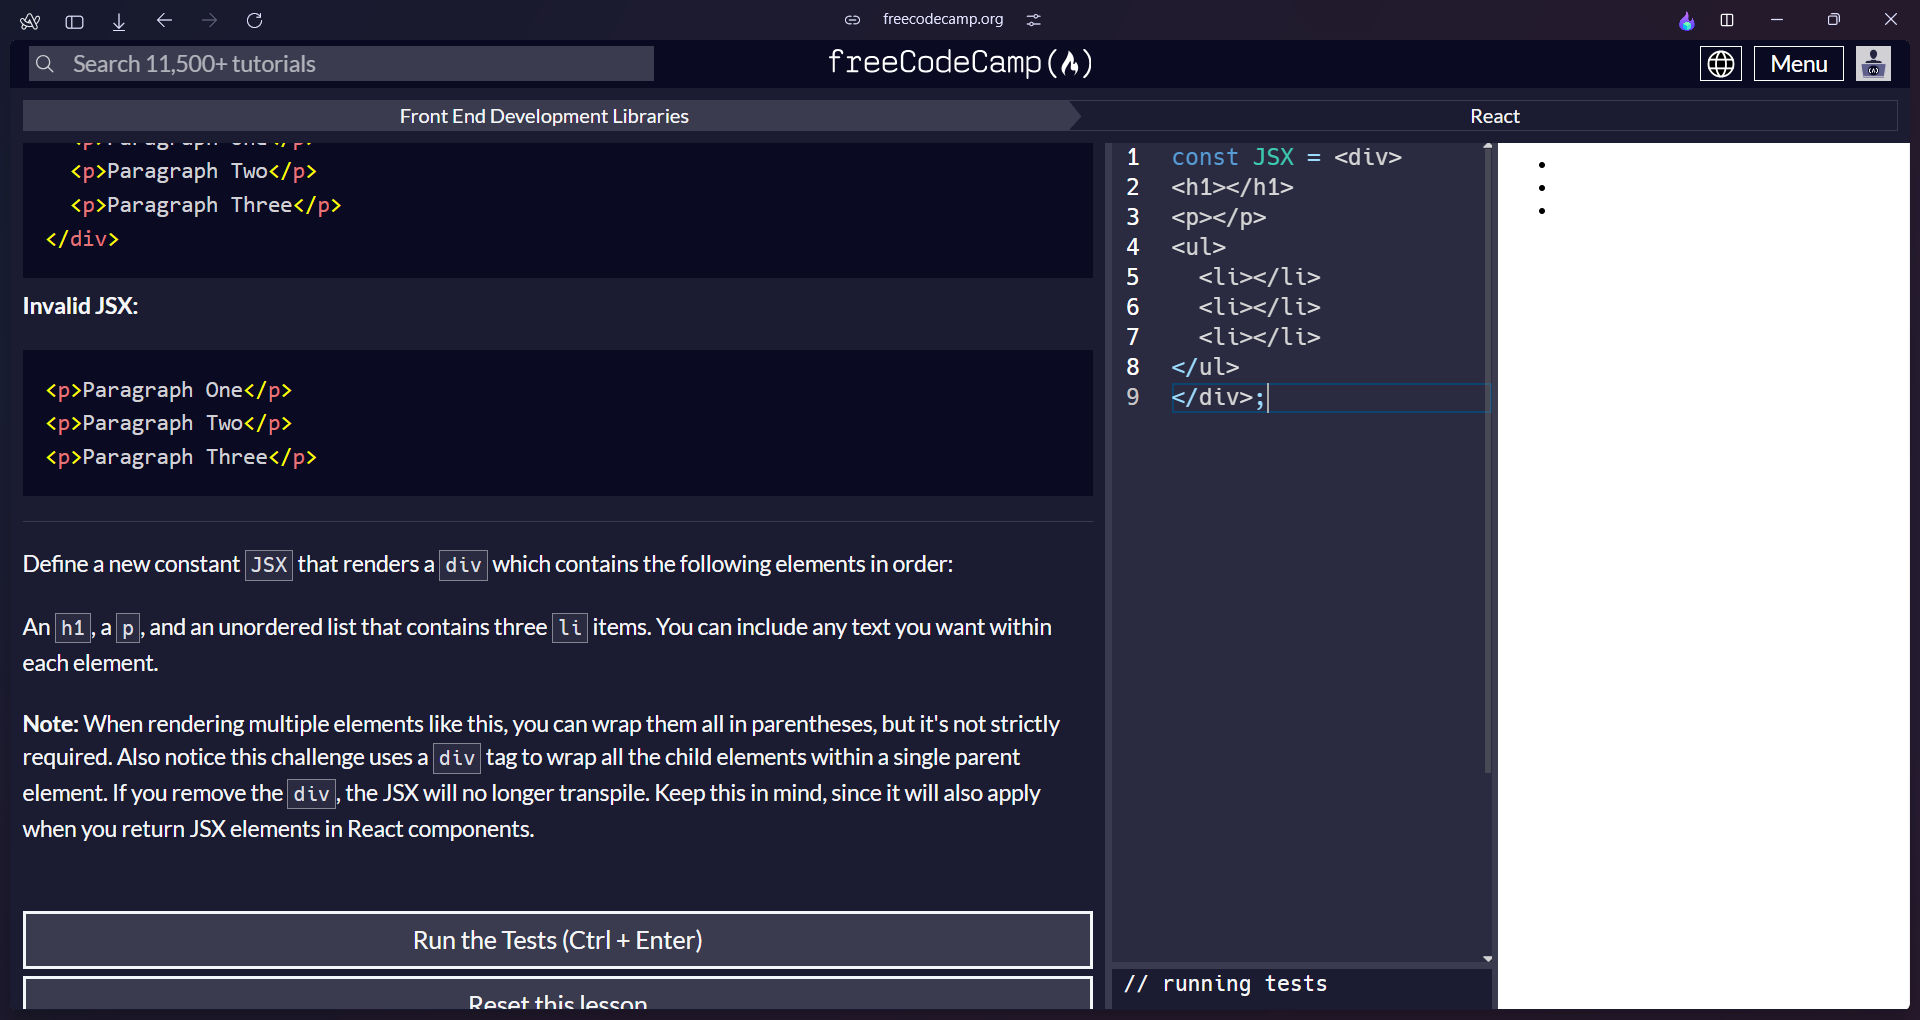 freecodecamp.org
Search 11,500+ tutorials
freeCodeCamp(🔥)
Menu
Front End Development Libraries
React
<p>Paragraph One</p>
<p>Paragraph Two</p>
<p>Paragraph Three</p>
</div>
Invalid JSX:
<p>Paragraph One</p>
<p>Paragraph Two</p>
<p>Paragraph Three</p>
Define a new constant JSX that renders a div which contains the following elements in order:
An h1, a p, and an unordered list that contains three li items. You can include any text you want within
each element.
Note: When rendering multiple elements like this, you can wrap them all in parentheses, but it's not strictly
required. Also notice this challenge uses a div tag to wrap all the child elements within a single parent
element. If you remove the div, the JSX will no longer transpile. Keep this in mind, since it will also apply
when you return JSX elements in React components.
Run the Tests (Ctrl + Enter)
Reset this lesson
1 const JSX = <div>
2 <h1></h1>
3 <p></p>
4 <ul>
5 <li></li>
6 <li></li>
7 <li></li>
8 </ul>
9 </div>;
// running tests